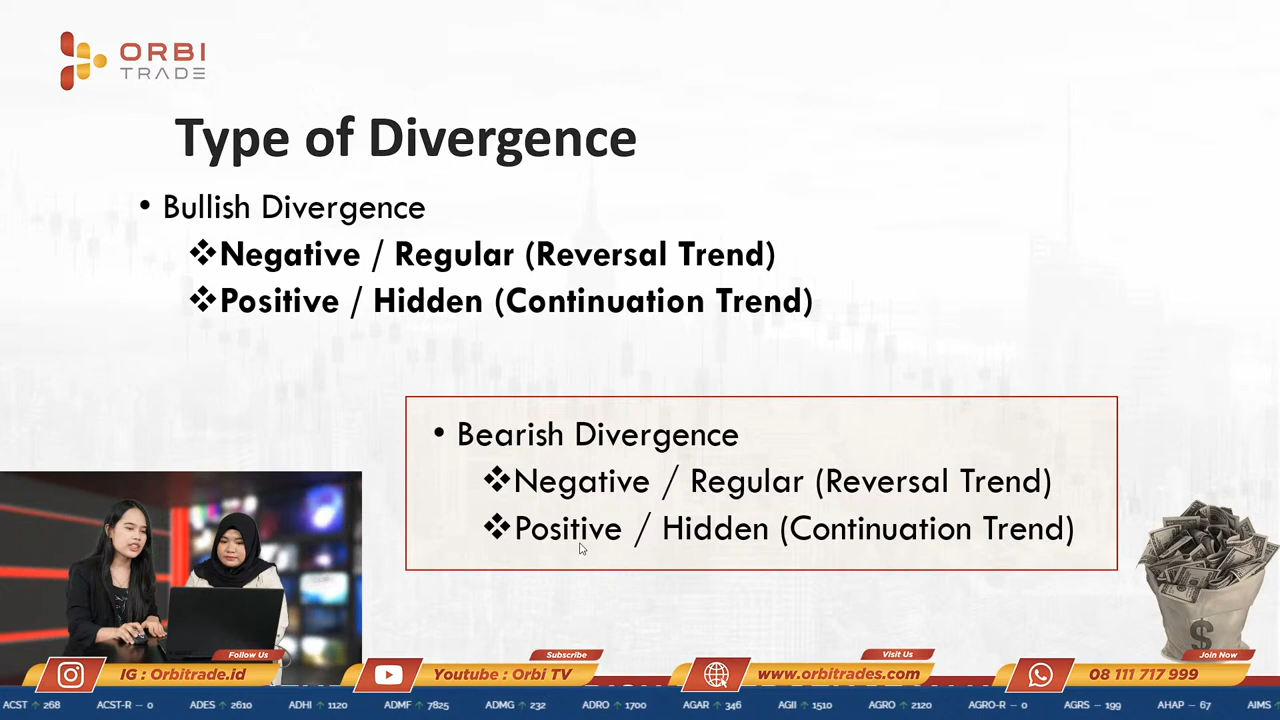 ORBI
TRADE
Type of Divergence
• Bullish Divergence
❖Negative / Regular (Reversal Trend)
❖Positive / Hidden (Continuation Trend)
• Bearish Divergence
❖Negative / Regular (Reversal Trend)
❖Positive / Hidden (Continuation Trend)
$
Follow Us
IG : Orbitrade.id
Subscribe
Youtube : Orbi TV
Visit Us
www.orbitrades.com
Join Now
08 111 717 999
ACST ↑ 268 ACST-R – 0 ADES ↑ 2610 ADHI ↑ 1120 ADMF ↑ 7825 ADMG ↑ 232 ADRO ↑ 1700 AGAR ↑ 346 AGII ↑ 1510 AGRO ↑ 2120 AGRO-R – 0 AGRS – 199 AHAP – 67 AIMS